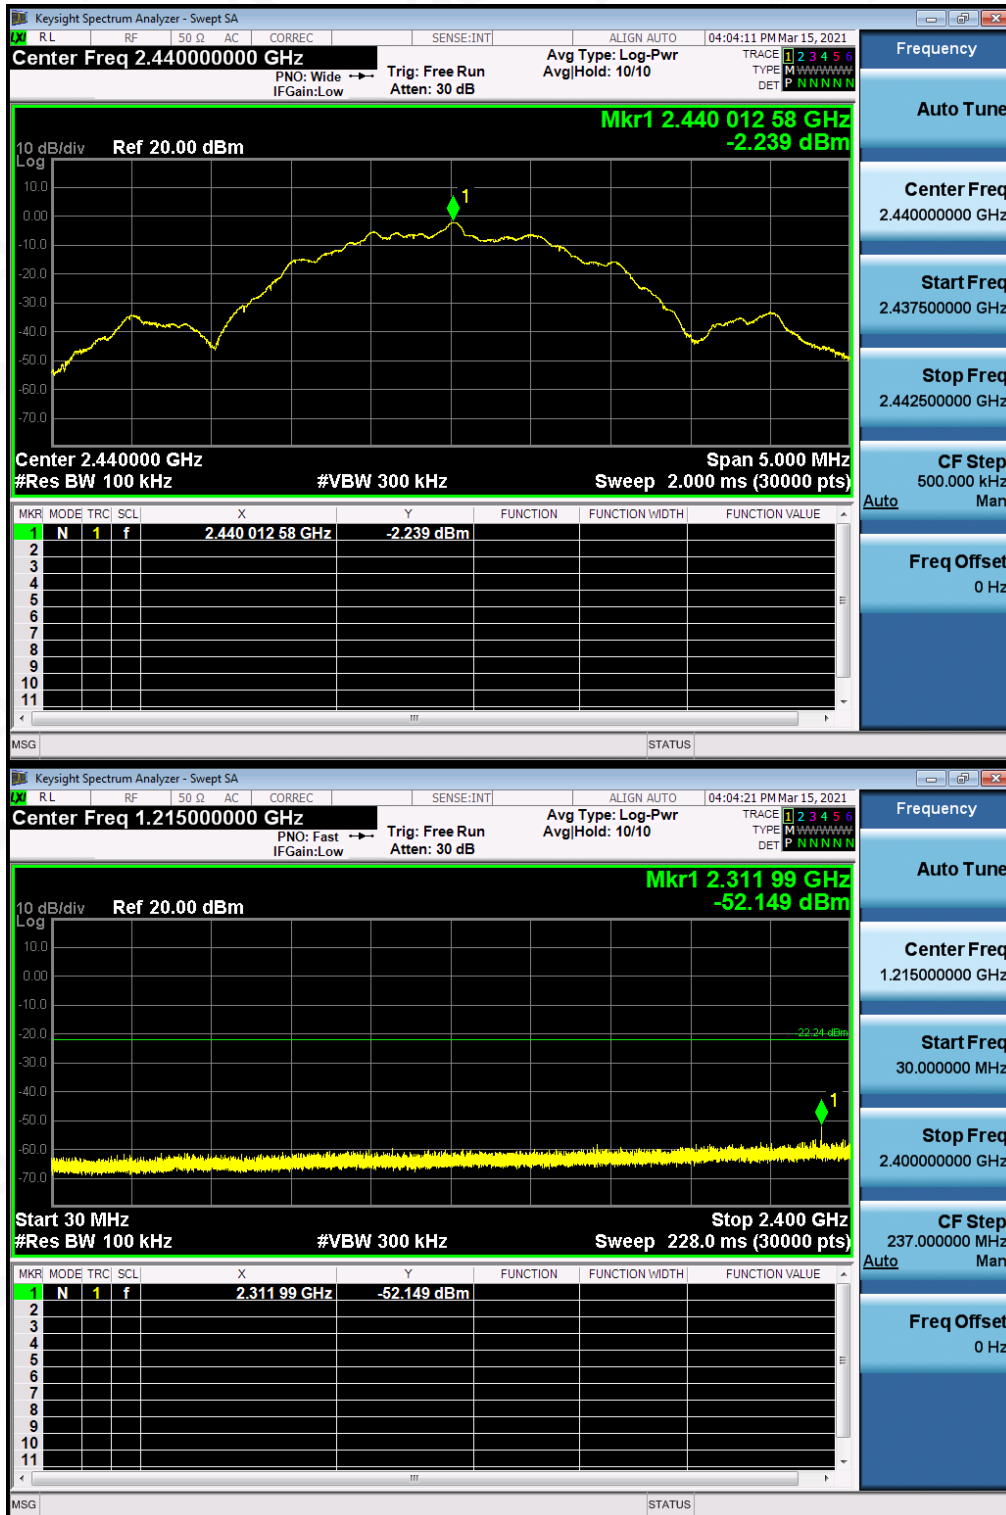 Keysight Spectrum Analyzer - Swept SA
LXI RL RF 50 Ω AC CORREC SENSE:INT ALIGN AUTO 04:04:11 PM Mar 15, 2021
Center Freq 2.440000000 GHz
PNO: Wide
IFGain:Low
Trig: Free Run
Atten: 30 dB
Avg Type: Log-Pwr
Avg|Hold: 10/10
TRACE 1 2 3 4 5 6
TYPE M WWWWW
DET P N N N N N
Mkr1 2.440 012 58 GHz
-2.239 dBm
10 dB/div Ref 20.00 dBm
Log
10.0
0.00
-10.0
-20.0
-30.0
-40.0
-50.0
-60.0
-70.0
1
Center 2.440000 GHz Span 5.000 MHz
#Res BW 100 kHz #VBW 300 kHz Sweep 2.000 ms (30000 pts)
MKR MODE TRC SCL X Y FUNCTION FUNCTION WIDTH FUNCTION VALUE
1 N 1 f 2.440 012 58 GHz -2.239 dBm
2
3
4
5
6
7
8
9
10
11
MSG STATUS
Frequency
Auto Tune
Center Freq
2.440000000 GHz
Start Freq
2.437500000 GHz
Stop Freq
2.442500000 GHz
CF Step
500.000 kHz
Auto Man
Freq Offset
0 Hz
Keysight Spectrum Analyzer - Swept SA
LXI RL RF 50 Ω AC CORREC SENSE:INT ALIGN AUTO 04:04:21 PM Mar 15, 2021
Center Freq 1.215000000 GHz
PNO: Fast
IFGain:Low
Trig: Free Run
Atten: 30 dB
Avg Type: Log-Pwr
Avg|Hold: 10/10
TRACE 1 2 3 4 5 6
TYPE M WWWWW
DET P N N N N N
Mkr1 2.311 99 GHz
-52.149 dBm
10 dB/div Ref 20.00 dBm
Log
10.0
0.00
-10.0
-20.0
-30.0
-40.0
-50.0
-60.0
-70.0
-22.24 dBm
1
Start 30 MHz Stop 2.400 GHz
#Res BW 100 kHz #VBW 300 kHz Sweep 228.0 ms (30000 pts)
MKR MODE TRC SCL X Y FUNCTION FUNCTION WIDTH FUNCTION VALUE
1 N 1 f 2.311 99 GHz -52.149 dBm
2
3
4
5
6
7
8
9
10
11
MSG STATUS
Frequency
Auto Tune
Center Freq
1.215000000 GHz
Start Freq
30.000000 MHz
Stop Freq
2.400000000 GHz
CF Step
237.000000 MHz
Auto Man
Freq Offset
0 Hz